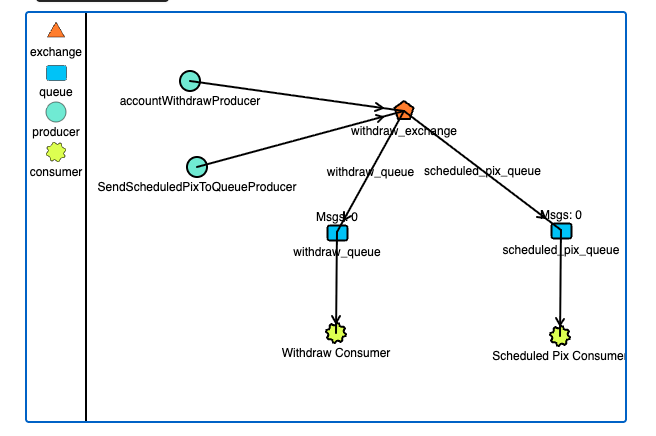 exchange
queue
producer
consumer
accountWithdrawProducer
withdraw_exchange
withdraw_queue
scheduled_pix_queue
SendScheduledPixToQueueProducer
Msgs: 0
Msgs: 0
withdraw_queue
scheduled_pix_queue
Withdraw Consumer
Scheduled Pix Consumer